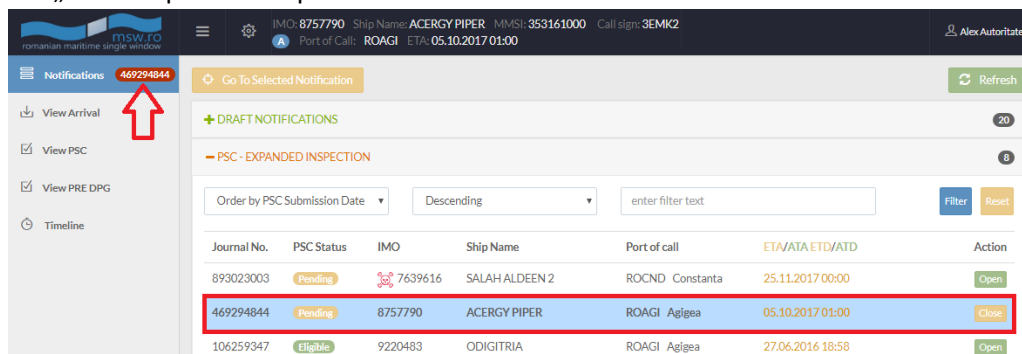 IMO: 8757790 Ship Name: ACERGY PIPER MMSI: 353161000 Call sign: 3EMK2
msw.ro
romanian maritime single window
A Port of Call: ROAGI ETA: 05.10.2017 01:00
Alex Autoritate
Notifications 469294844
Go To Selected Notification
Refresh
View Arrival
+ DRAFT NOTIFICATIONS 20
View PSC
− PSC - EXPANDED INSPECTION 8
View PRE DPG
Order by PSC Submission Date Descending enter filter text Filter Reset
Timeline
Journal No. PSC Status IMO Ship Name Port of call ETA/ATA ETD/ATD Action
893023003 Pending 7639616 SALAH ALDEEN 2 ROCND Constanta 25.11.2017 00:00 Open
469294844 Pending 8757790 ACERGY PIPER ROAGI Agigea 05.10.2017 01:00 Close
106259347 Eligible 9220483 ODIGITRIA ROAGI Agigea 27.06.2016 18:58 Open